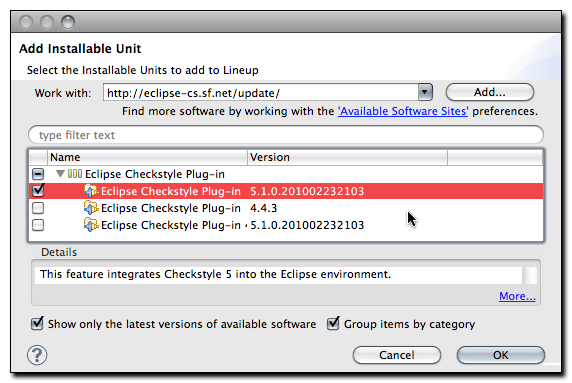 Add Installable Unit
Select the Installable Units to add to Lineup
Work with: http://eclipse-cs.sf.net/update/ Add...
Find more software by working with the 'Available Software Sites' preferences.
type filter text
Name Version
Eclipse Checkstyle Plug-in
Eclipse Checkstyle Plug-in 5.1.0.201002232103
Eclipse Checkstyle Plug-in 4.4.3
Eclipse Checkstyle Plug-in 5.1.0.201002232103
Details
This feature integrates Checkstyle 5 into the Eclipse environment.
More...
Show only the latest versions of available software Group items by category
? Cancel OK